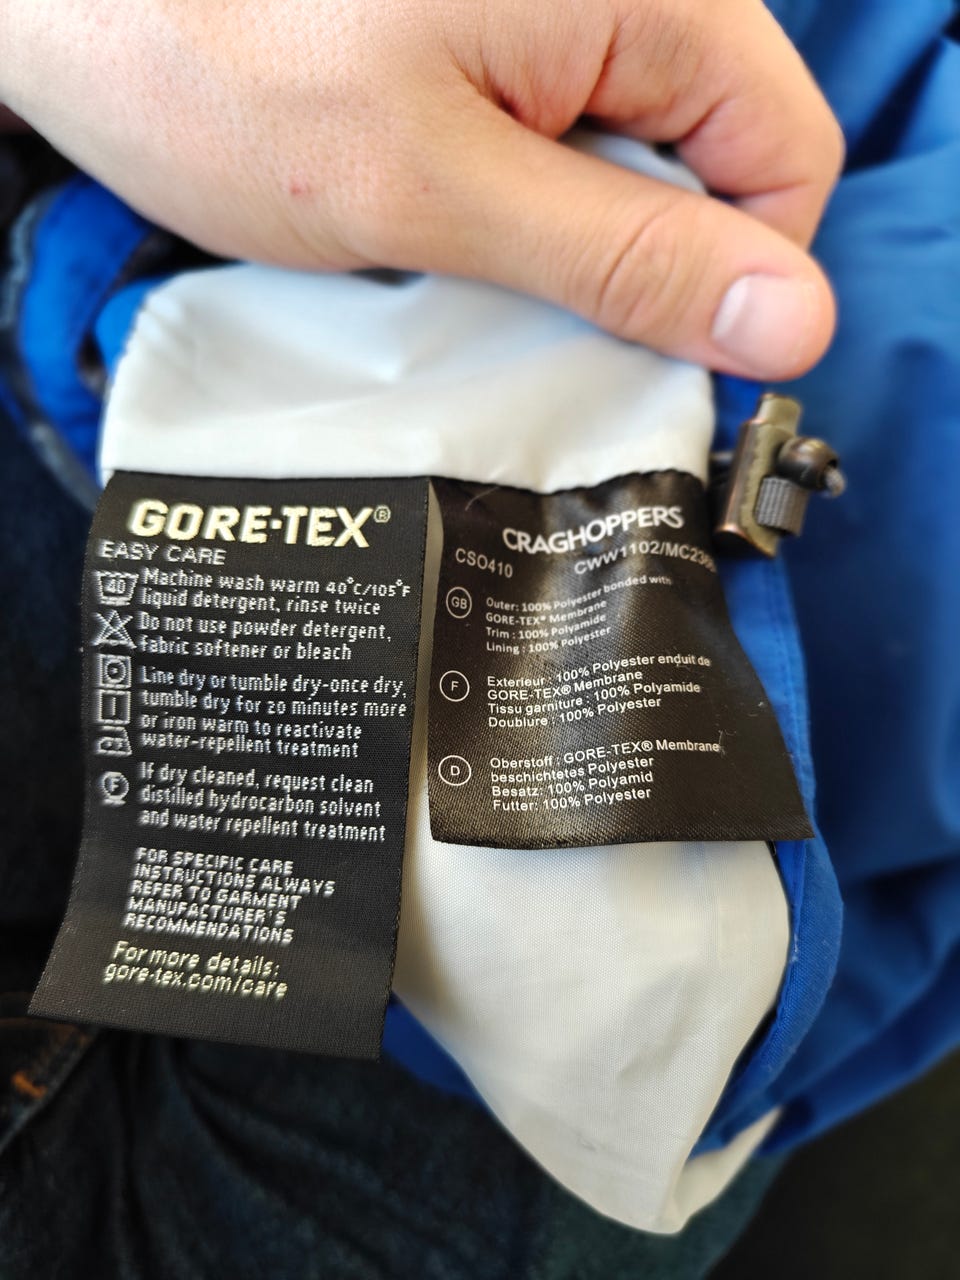 GORE-TEX®
EASY CARE
40
Machine wash warm 40°C/105°F
liquid detergent, rinse twice
Do not use powder detergent,
fabric softener or bleach
Line dry or tumble dry-once dry,
tumble dry for 20 minutes more
or iron warm to reactivate
water-repellent treatment
F
If dry cleaned, request clean
distilled hydrocarbon solvent
and water repellent treatment
FOR SPECIFIC CARE
INSTRUCTIONS ALWAYS
REFER TO GARMENT
MANUFACTURER'S
RECOMMENDATIONS
For more details:
gore-tex.com/care
CRAGHOPPERS
CSO410
GB
Outer: 100% Polyester bonded with
GORE-TEX® Membrane
Trim : 100% Polyamide
Lining : 100% Polyester
F
Exterieur : 100% Polyester enduit de
GORE-TEX® Membrane
Tissu garniture : 100% Polyamide
Doublure : 100% Polyester
D
Oberstoff : GORE-TEX® Membrane
beschichtetes Polyester
Besatz: 100% Polyamid
Futter: 100% Polyester